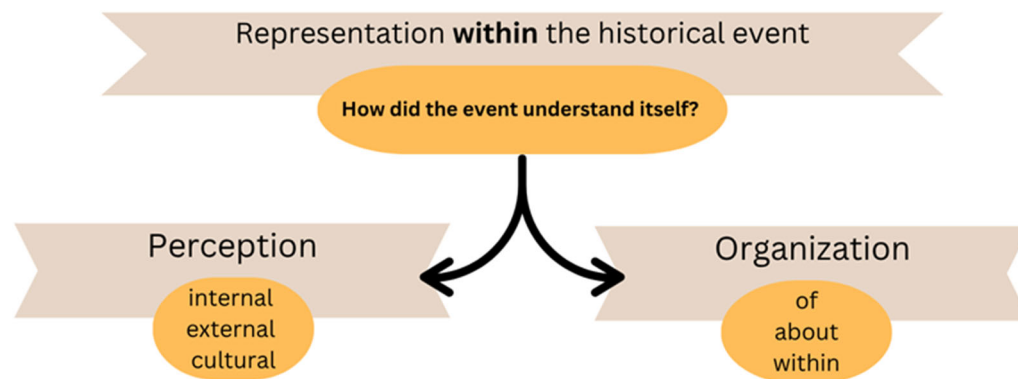 Representation within the historical event
How did the event understand itself?
Perception
internal
external
cultural
Organization
of
about
within